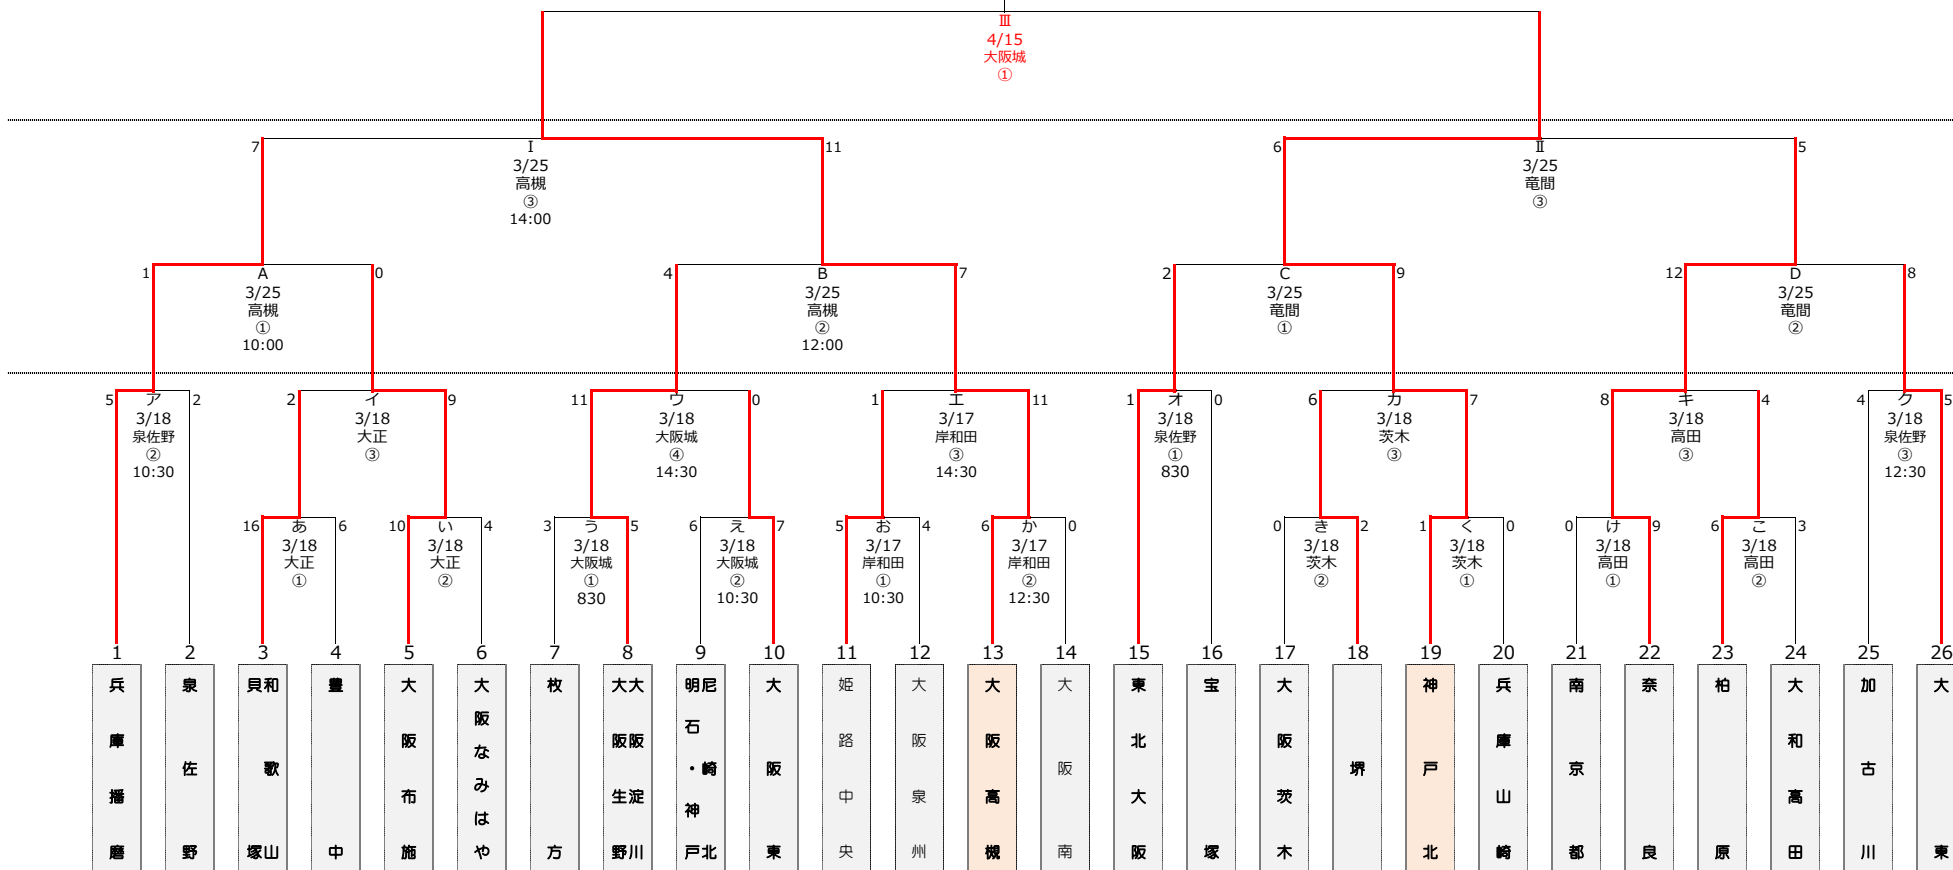 Ⅲ
4/15
大阪城
①
7 Ⅰ 11
3/25
高槻
③
14:00
6 Ⅱ 5
3/25
竜間
③
1 A 0
3/25
高槻
①
10:00
4 B 7
3/25
高槻
②
12:00
2 C 9
3/25
竜間
①
12 D 8
3/25
竜間
②
5 ア 2
3/18
泉佐野
②
10:30
2 イ 9
3/18
大正
③
11 ウ 0
3/18
大阪城
④
14:30
1 エ 11
3/17
岸和田
③
14:30
1 オ 0
3/18
泉佐野
①
830
6 カ 7
3/18
茨木
③
8 キ 4
3/18
高田
③
4 ク 5
3/18
泉佐野
③
12:30
16 あ 6
3/18
大正
①
10 い 4
3/18
大正
②
3 う 5
3/18
大阪城
①
830
6 え 7
3/18
大阪城
②
10:30
5 お 4
3/17
岸和田
①
10:30
6 か 0
3/17
岸和田
②
12:30
0 き 2
3/18
茨木
②
1 く 0
3/18
茨木
①
0 け 9
3/18
高田
①
6 こ 3
3/18
高田
②
1 2 3 4 5 6 7 8 9 10 11 12 13 14 15 16 17 18 19 20 21 22 23 24 25 26
兵庫播磨
泉佐野
和歌山
貝塚
豊中
大阪布施
大阪なみはや
枚方
大阪淀川
大阪生野
尼崎北
明石・神戸
大阪東
姫路中央
大阪泉州
大阪高槻
大阪南
東北大阪
宝塚
大阪茨木
堺
神戸北
兵庫山崎
南京都
奈良
柏原
大和高田
加古川
大東